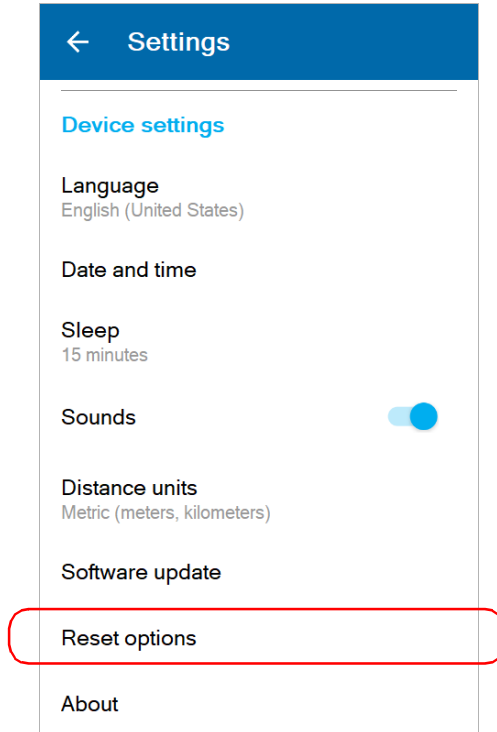 Settings
Device settings
Language
English (United States)
Date and time
Sleep
15 minutes
Sounds
Distance units
Metric (meters, kilometers)
Software update
Reset options
About